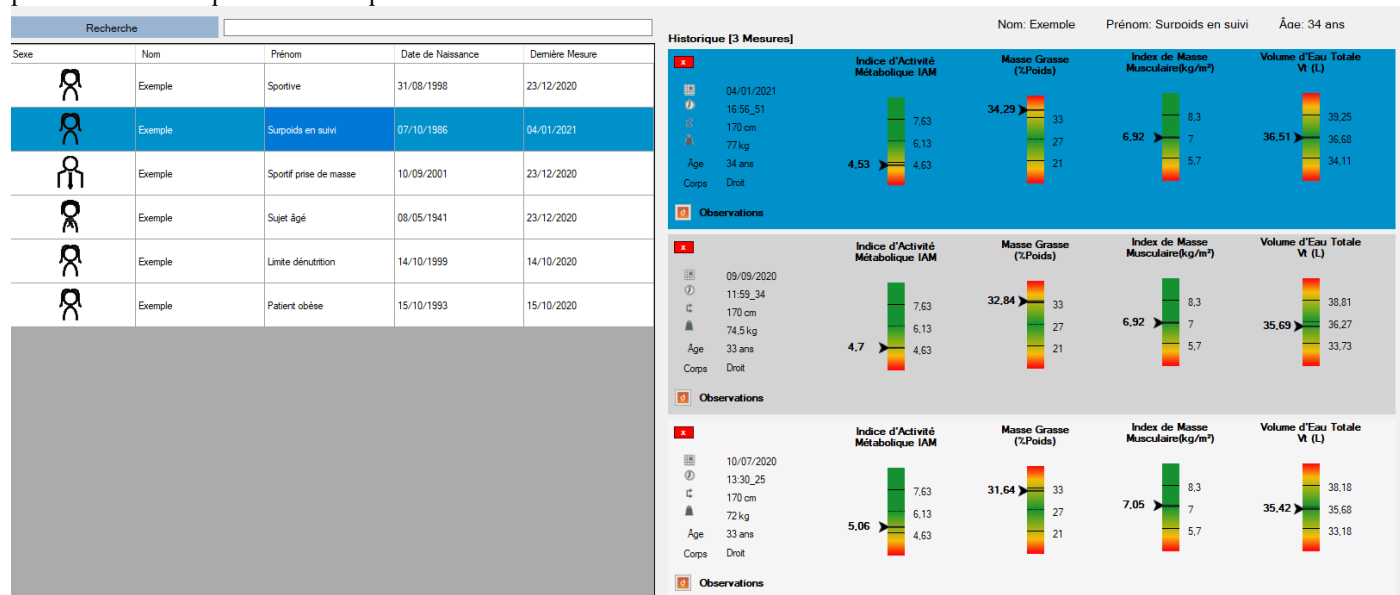 Recherche
Sexe Nom Prénom Date de Naissance Dernière Mesure
Exemple Sportive 31/08/1998 23/12/2020
Exemple Surpoids en suivi 07/10/1986 04/01/2021
Exemple Sportif prise de masse 10/09/2001 23/12/2020
Exemple Sujet âgé 08/05/1941 23/12/2020
Exemple Limite dénutrition 14/10/1999 14/10/2020
Exemple Patient obèse 15/10/1993 15/10/2020
Nom: Exemple Prénom: Surpoids en suivi Âge: 34 ans
Historique [3 Mesures]
x
Indice d'Activité Métabolique IAM
Masse Grasse (%Poids)
Index de Masse Musculaire(kg/m²)
Volume d'Eau Totale Vt (L)
04/01/2021
16:56_51
170 cm
77 kg
Âge 34 ans
Corps Droit
7,63
6,13
4,53 4,63
34,29 33
27
21
8,3
6,92 7
5,7
39,25
36,51 36,68
34,11
Observations
x
Indice d'Activité Métabolique IAM
Masse Grasse (%Poids)
Index de Masse Musculaire(kg/m²)
Volume d'Eau Totale Vt (L)
09/09/2020
11:59_34
170 cm
74,5 kg
Âge 33 ans
Corps Droit
7,63
6,13
4,7 4,63
32,84 33
27
21
8,3
6,92 7
5,7
38,81
35,69 36,27
33,73
Observations
x
Indice d'Activité Métabolique IAM
Masse Grasse (%Poids)
Index de Masse Musculaire(kg/m²)
Volume d'Eau Totale Vt (L)
10/07/2020
13:30_25
170 cm
72 kg
Âge 33 ans
Corps Droit
7,63
6,13
5,06 4,63
31,64 33
27
21
8,3
7,05 7
5,7
38,18
35,42 35,68
33,18
Observations